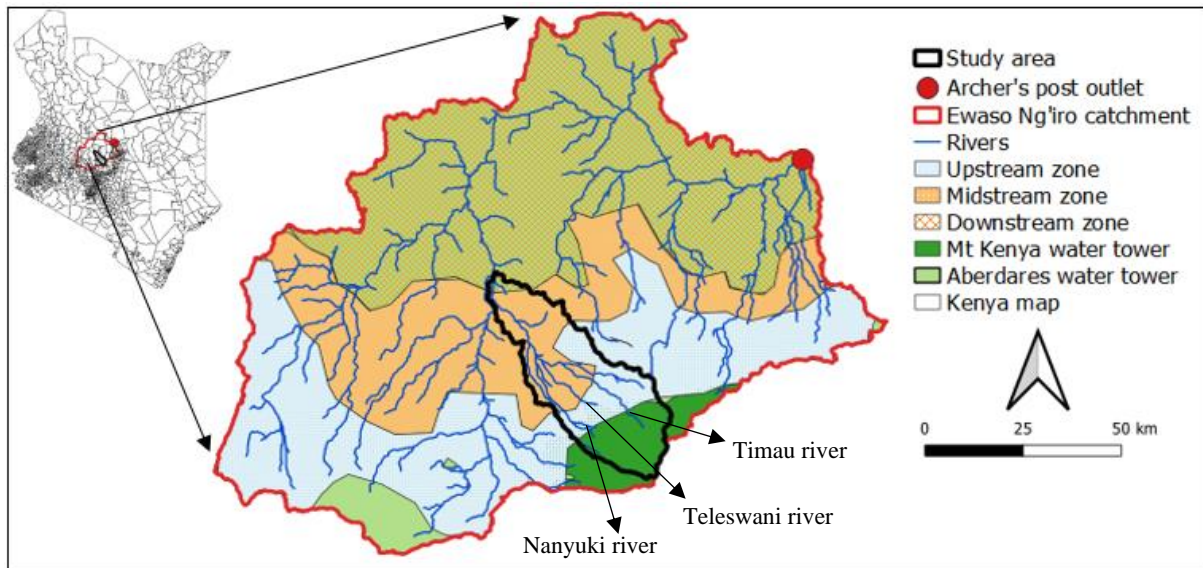 Study area
Archer's post outlet
Ewaso Ng'iro catchment
Rivers
Upstream zone
Midstream zone
Downstream zone
Mt Kenya water tower
Aberdares water tower
Kenya map
0 25 50 km
Timau river
Teleswani river
Nanyuki river